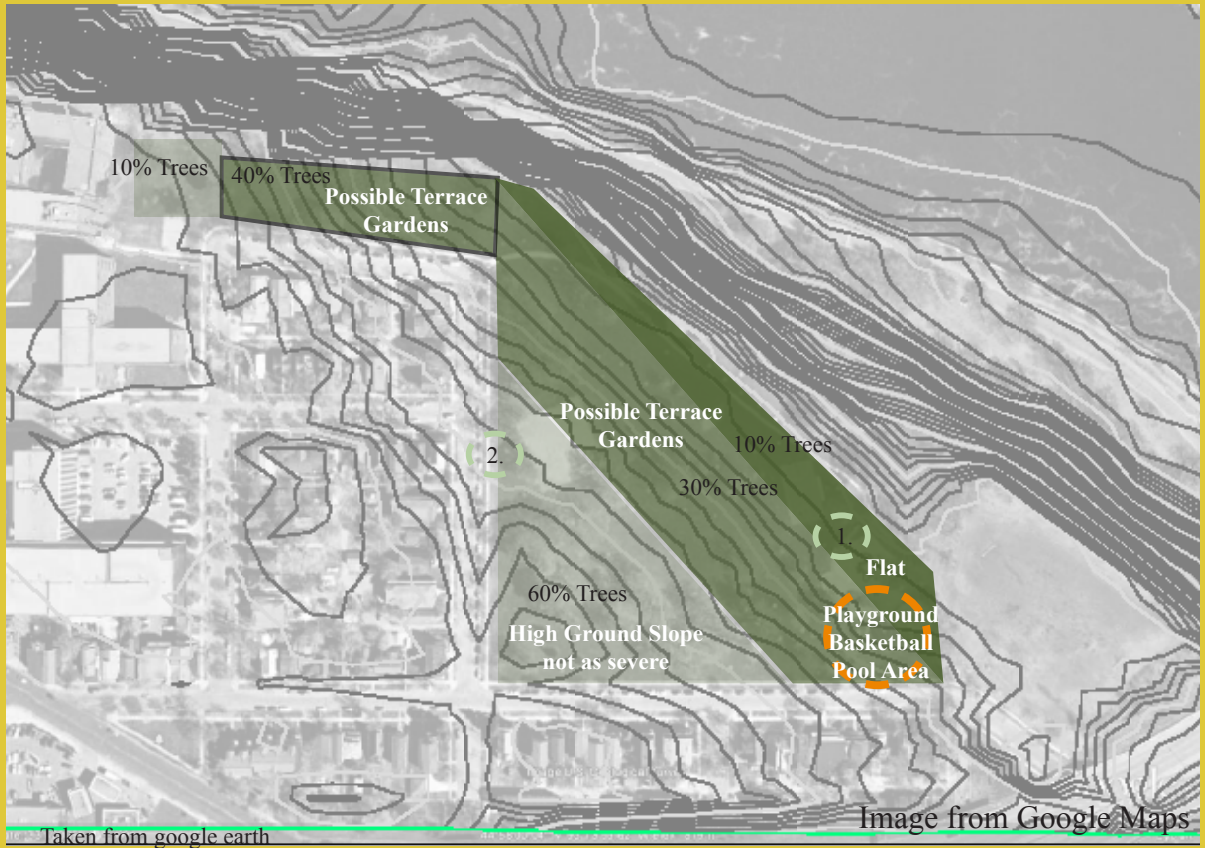 10% Trees
40% Trees
Possible Terrace
Gardens
Possible Terrace
Gardens
10% Trees
2.
30% Trees
1.
Flat
60% Trees
Playground
Basketball
Pool Area
High Ground Slope
not as severe
Image from Google Maps
Taken from google earth